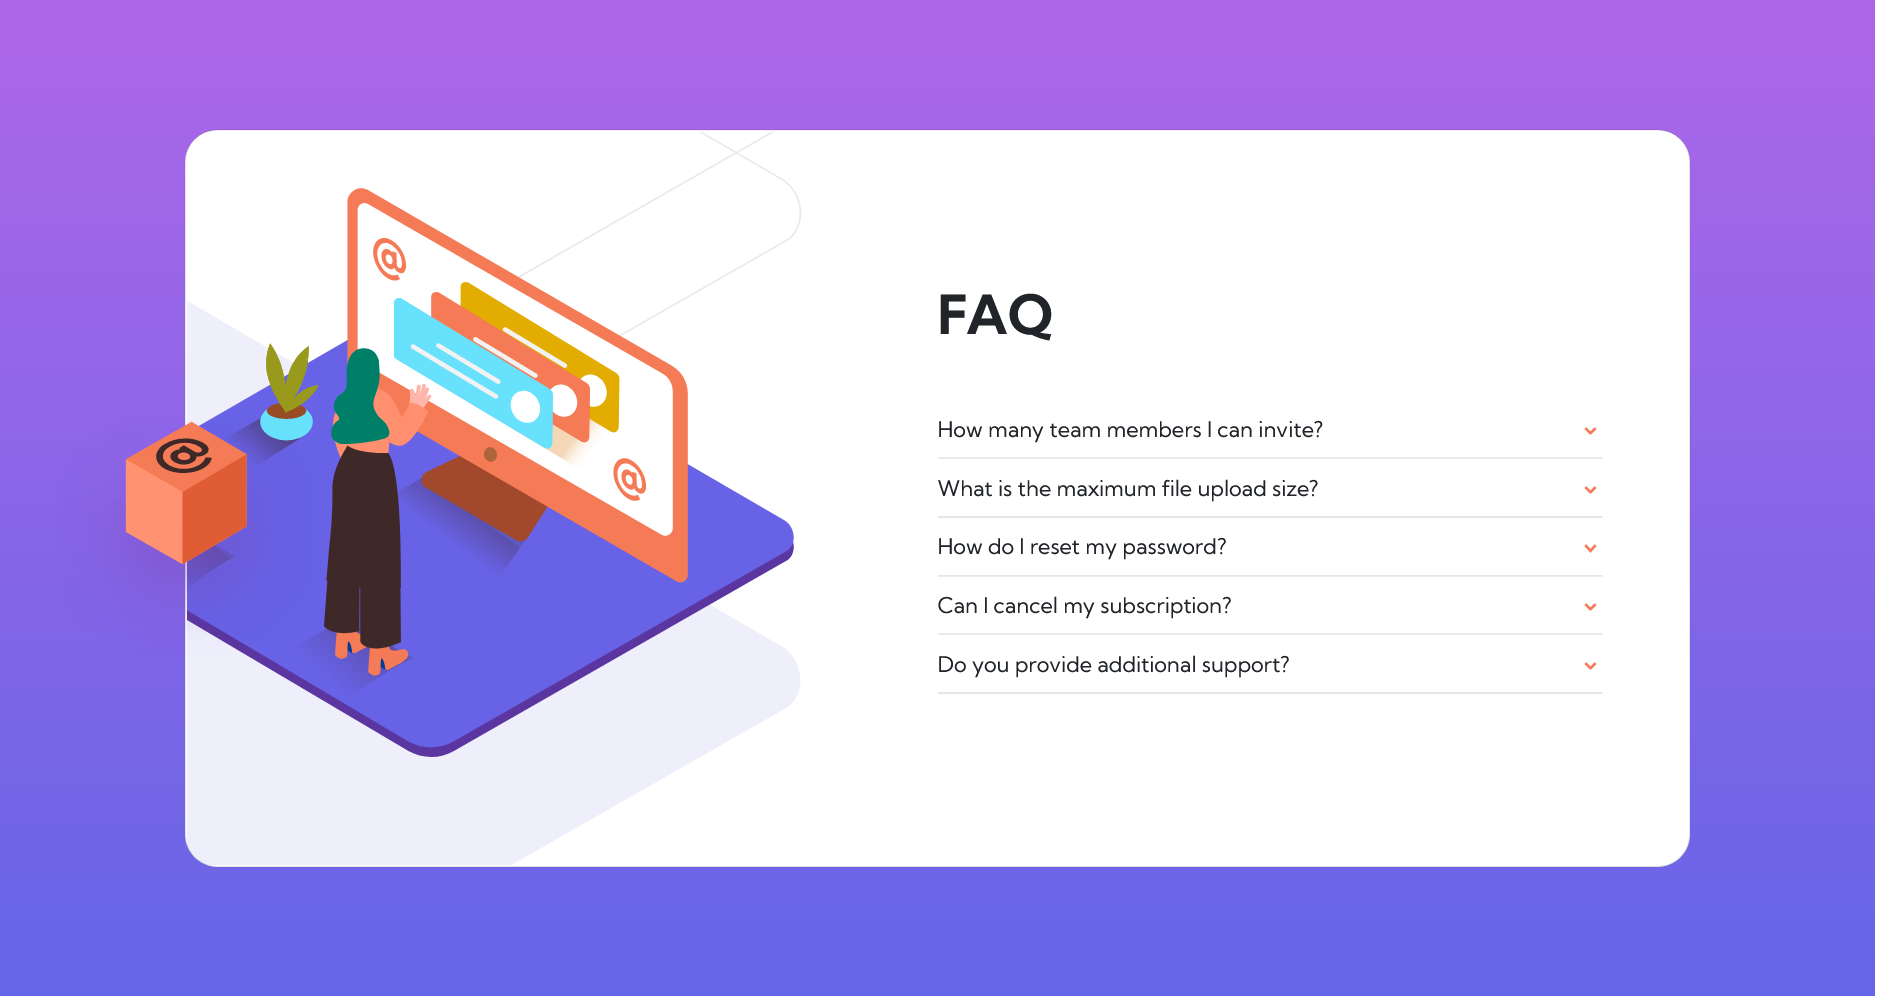 @
@
@
FAQ
How many team members I can invite?
What is the maximum file upload size?
How do I reset my password?
Can I cancel my subscription?
Do you provide additional support?